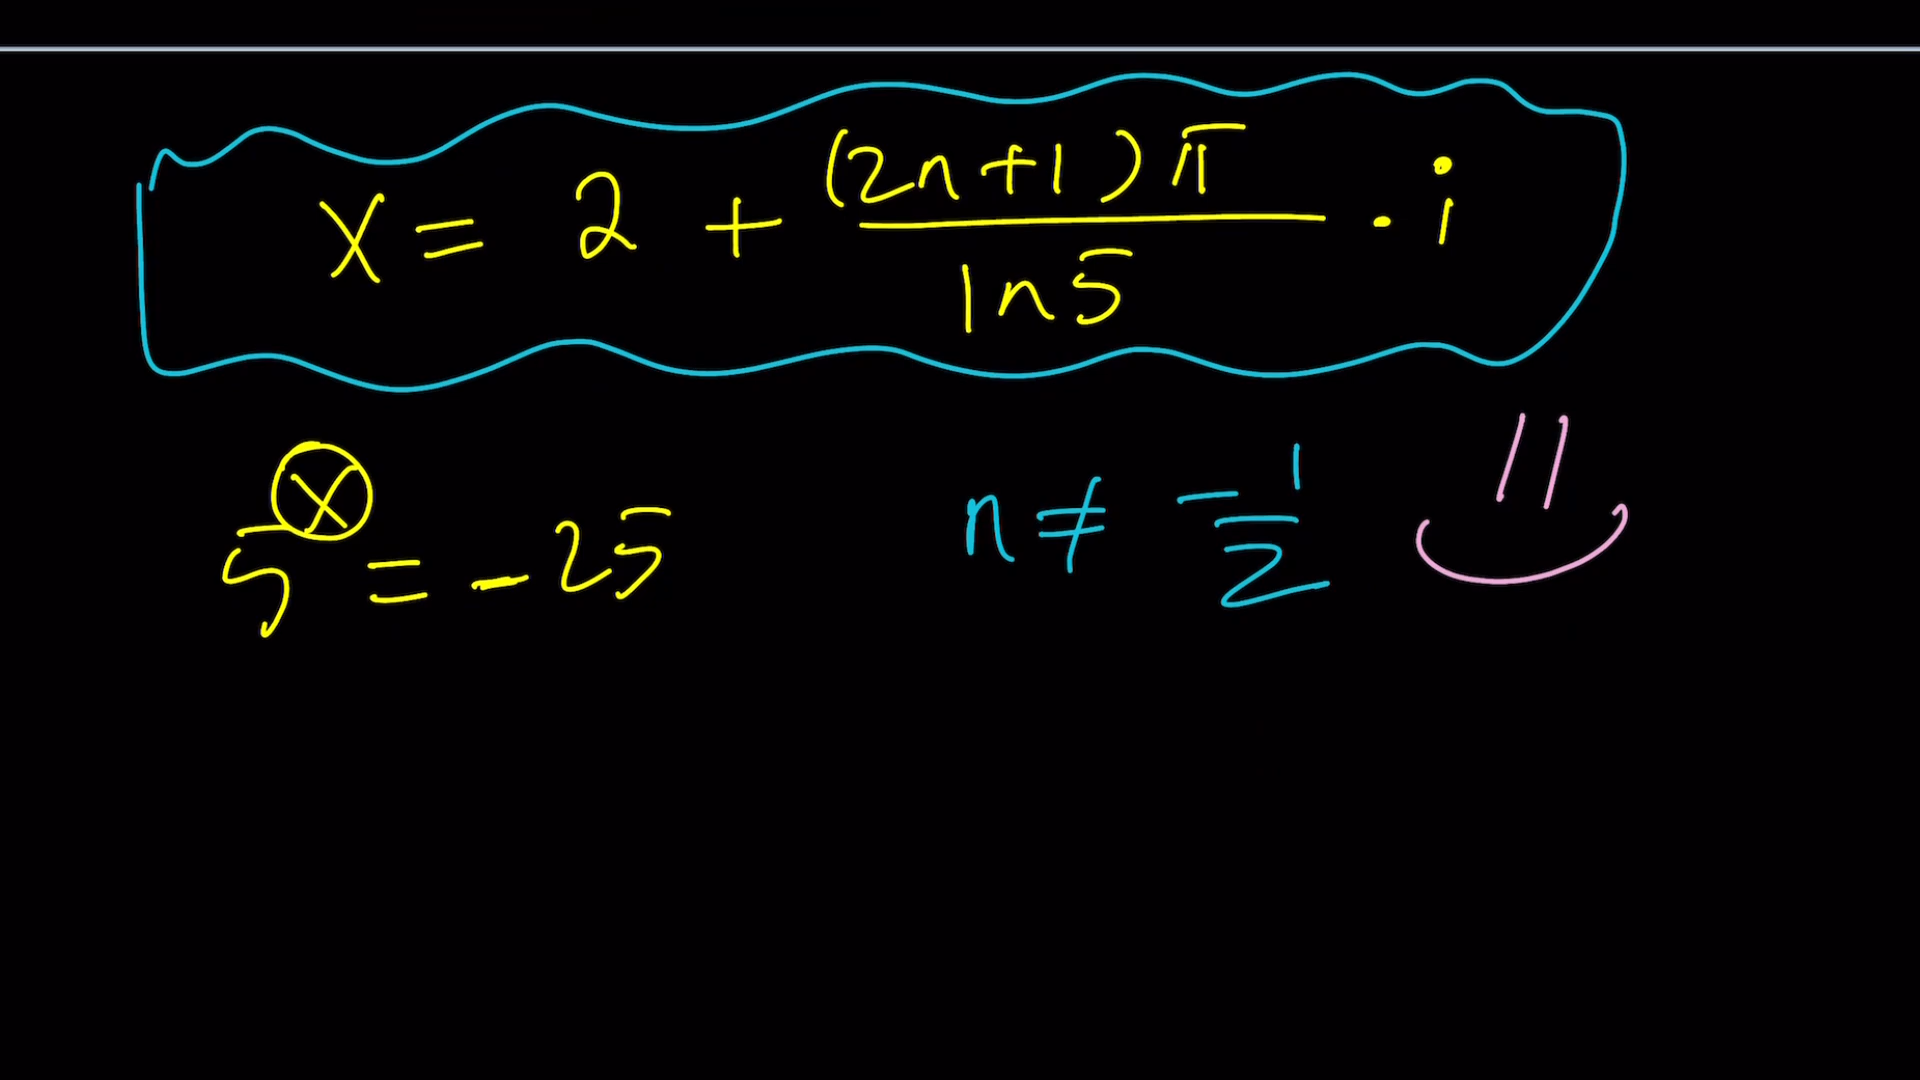 x = 2 + (2n+1)π / ln5 · i
5^x = -25
n ≠ -1/2